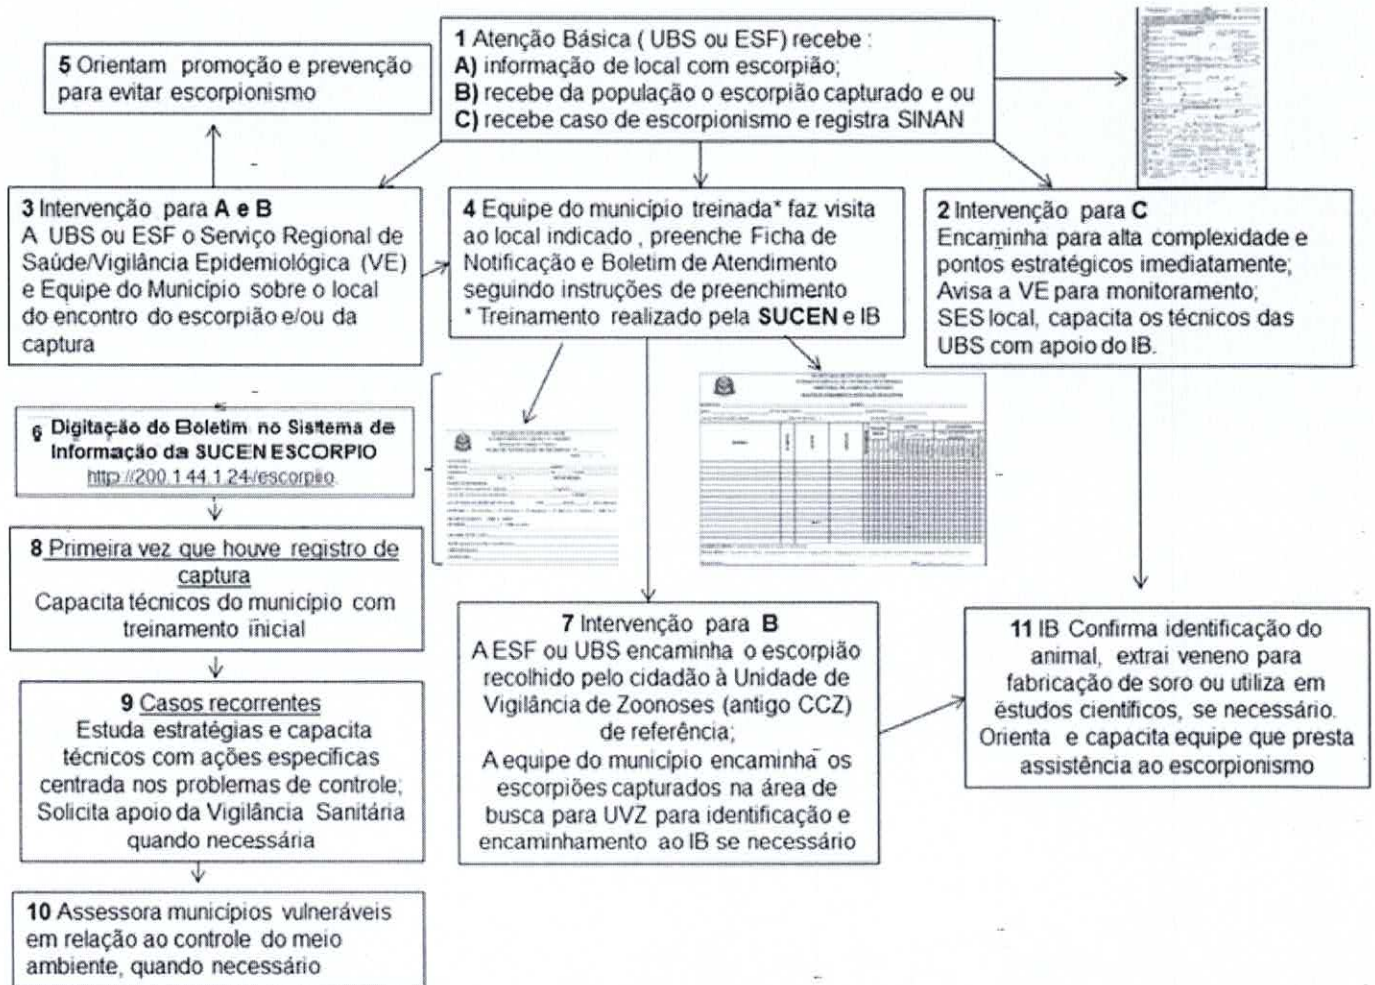 1 Atenção Básica ( UBS ou ESF) recebe :
A) informação de local com escorpião;
B) recebe da população o escorpião capturado e ou
C) recebe caso de escorpionismo e registra SINAN
5 Orientam promoção e prevenção
para evitar escorpionismo
3 Intervenção para A e B
A UBS ou ESF o Serviço Regional de
Saúde/Vigilância Epidemiológica (VE)
e Equipe do Município sobre o local
do encontro do escorpião e/ou da
captura
4 Equipe do município treinada* faz visita
ao local indicado , preenche Ficha de
Notificação e Boletim de Atendimento
seguindo instruções de preenchimento
* Treinamento realizado pela SUCEN e IB
2 Intervenção para C
Encaminha para alta complexidade e
pontos estratégicos imediatamente;
Avisa a VE para monitoramento;
SES local, capacita os técnicos das
UBS com apoio do IB.
6 Digitação do Boletim no Sistema de
Informação da SUCEN ESCORPIO
http://200.144.1.24/escorpio.
8 Primeira vez que houve registro de
captura
Capacita técnicos do município com
treinamento inicial
9 Casos recorrentes
Estuda estratégias e capacita
técnicos com ações específicas
centrada nos problemas de controle;
Solicita apoio da Vigilância Sanitária
quando necessária
10 Assessora municípios vulneráveis
em relação ao controle do meio
ambiente, quando necessário
7 Intervenção para B
A ESF ou UBS encaminha o escorpião
recolhido pelo cidadão à Unidade de
Vigilância de Zoonoses (antigo CCZ)
de referência;
A equipe do município encaminha os
escorpiões capturados na área de
busca para UVZ para identificação e
encaminhamento ao IB se necessário
11 IB Confirma identificação do
animal, extrai veneno para
fabricação de soro ou utiliza em
estudos científicos, se necessário.
Orienta e capacita equipe que presta
assistência ao escorpionismo